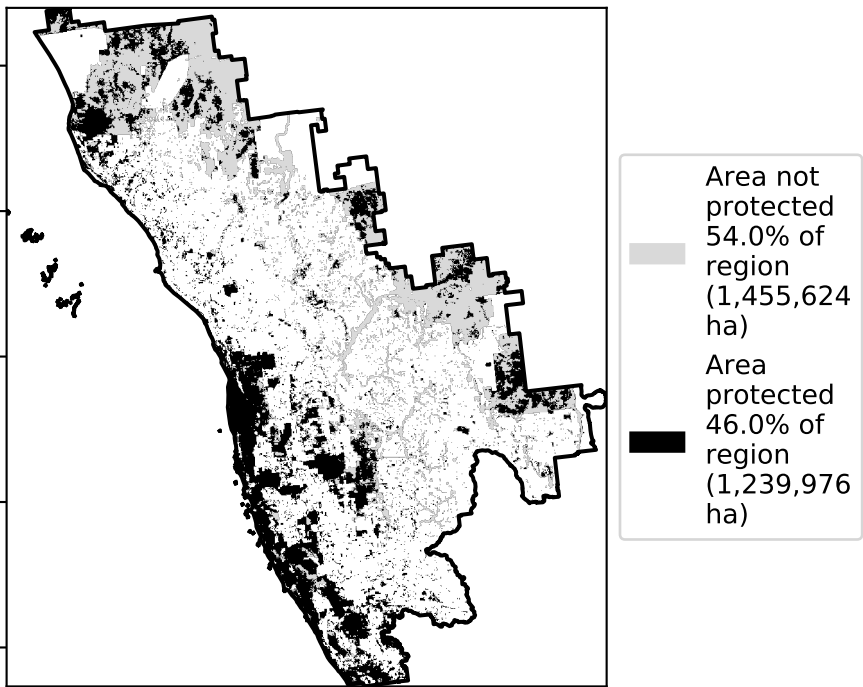 Area not
protected
54.0% of
region
(1,455,624
ha)
Area
protected
46.0% of
region
(1,239,976
ha)